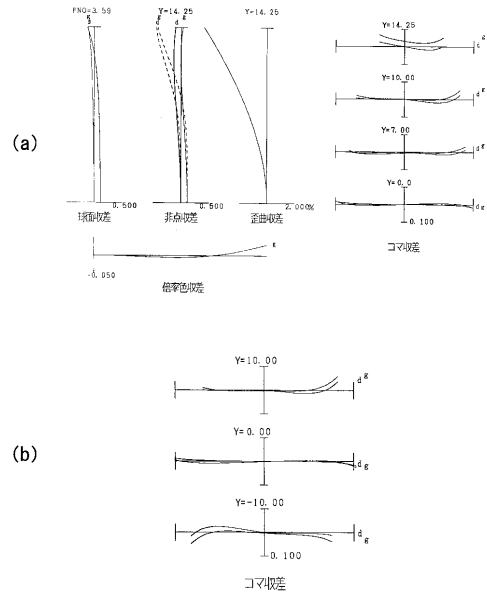 (a)
FNO=3.59
Y=14.25
Y=14.25
g
d
g
d
g
d
g
0.500
0.500
2.000%
球面収差
非点収差
歪曲収差
g
-0.050
倍率色収差
Y=14.25
g
Y=10.00
d g
Y=7.00
d g
Y=0.0
d g
0.100
コマ収差
(b)
Y=10.00
d g
Y=0.00
d g
Y=-10.00
d
g
0.100
コマ収差